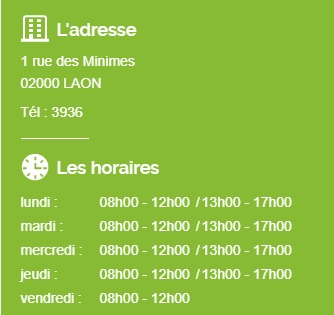 L'adresse
1 rue des Minimes
02000 LAON
Tél : 3936
Les horaires
lundi : 08h00 - 12h00 / 13h00 - 17h00
mardi : 08h00 - 12h00 / 13h00 - 17h00
mercredi : 08h00 - 12h00 / 13h00 - 17h00
jeudi : 08h00 - 12h00 / 13h00 - 17h00
vendredi : 08h00 - 12h00